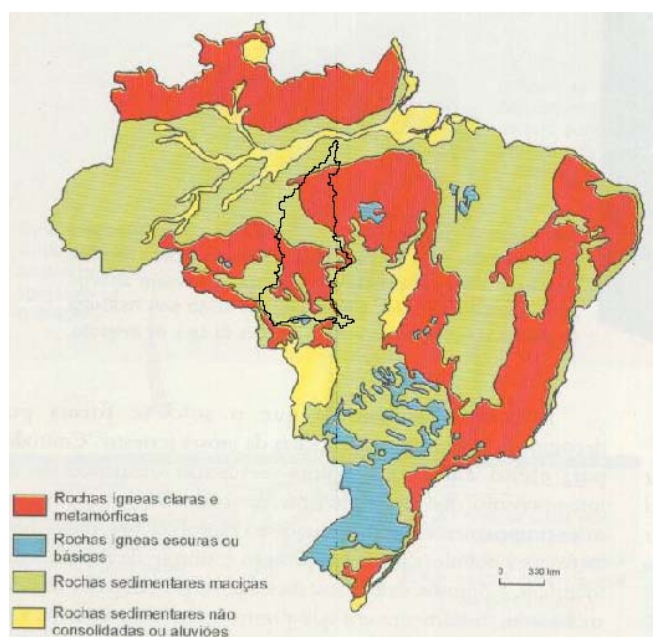 Rochas ígneas claras e
metamórficas
Rochas ígneas escuras ou
básicas
Rochas sedimentares maciças
Rochas sedimentares não
consolidadas ou aluviões
330 km